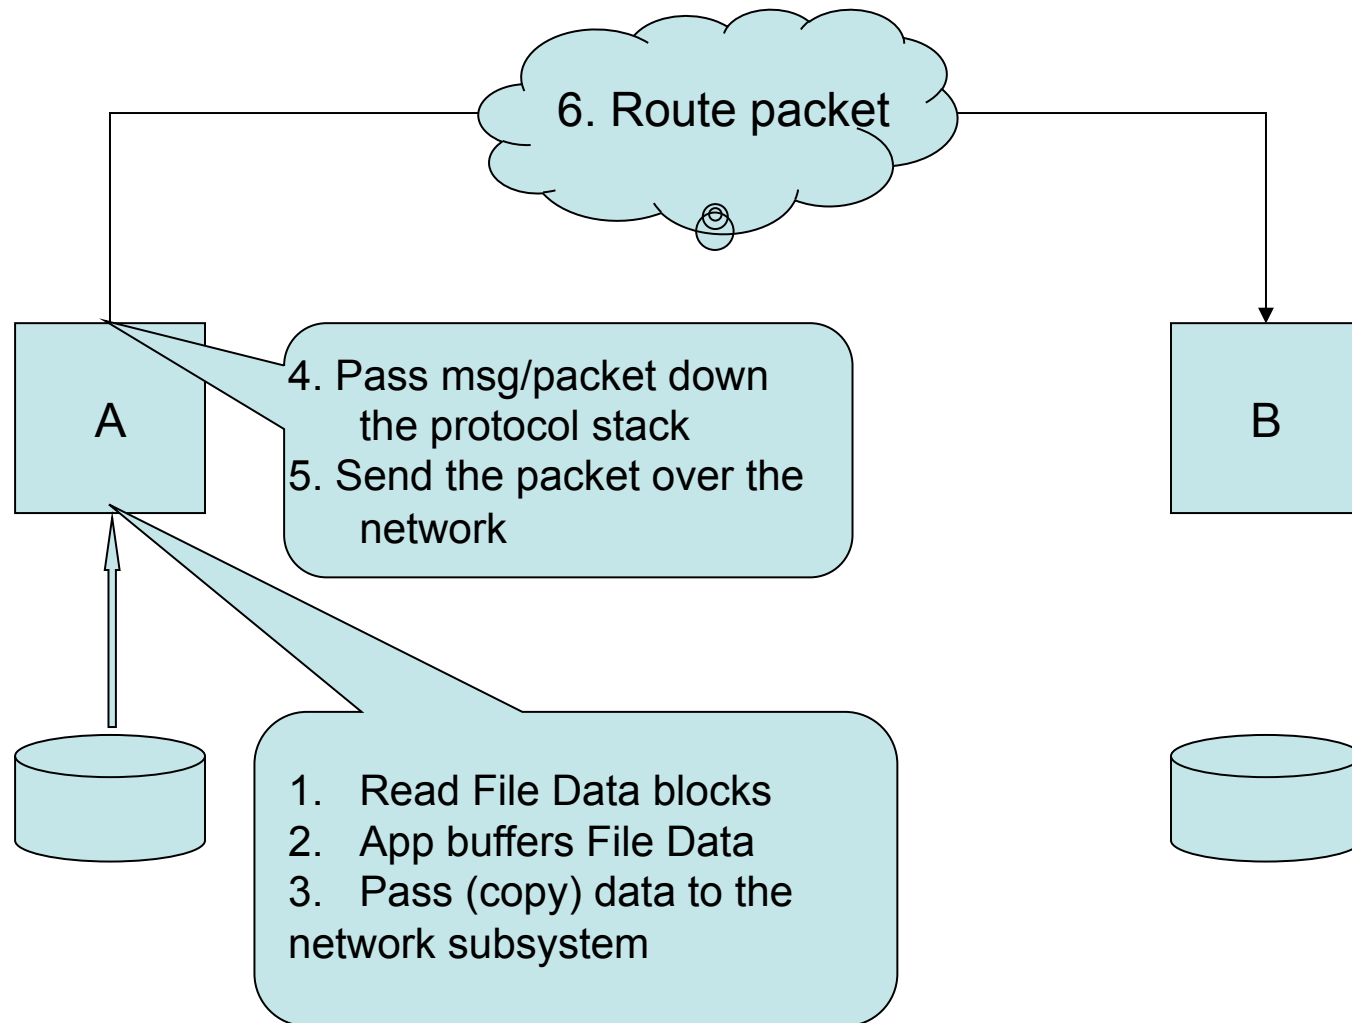 6. Route packet
A
4. Pass msg/packet down
the protocol stack
5. Send the packet over the
network
B
1. Read File Data blocks
2. App buffers File Data
3. Pass (copy) data to the
network subsystem